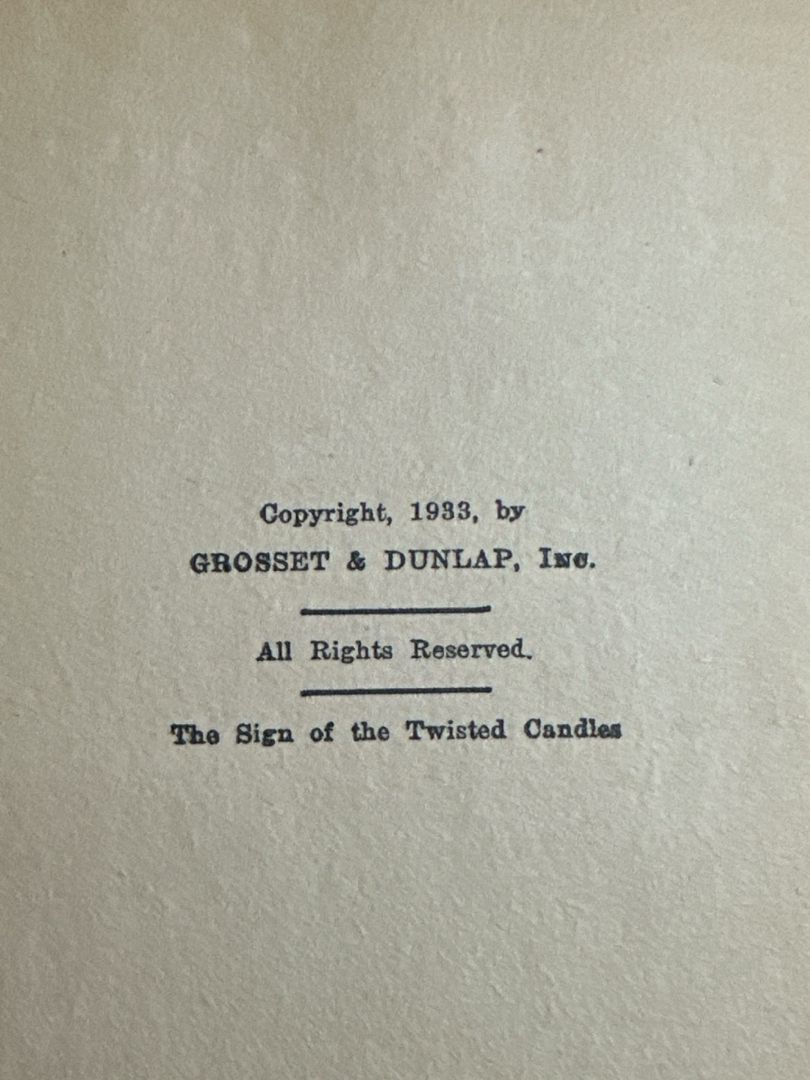 Copyright, 1933, by
GROSSET & DUNLAP, Inc.
All Rights Reserved.
The Sign of the Twisted Candles